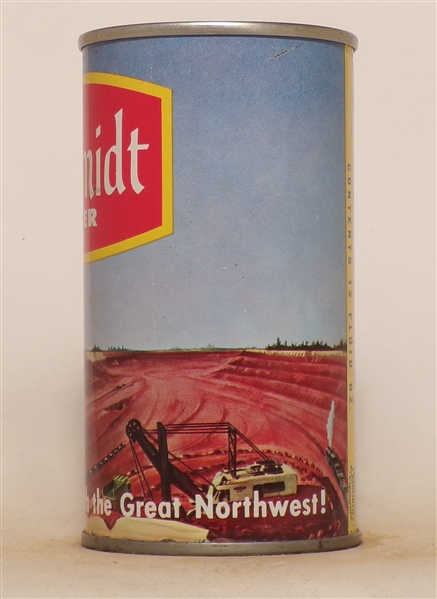 midt
ER
the Great Northwest!
CONTENTS 12 FLUID OZ.